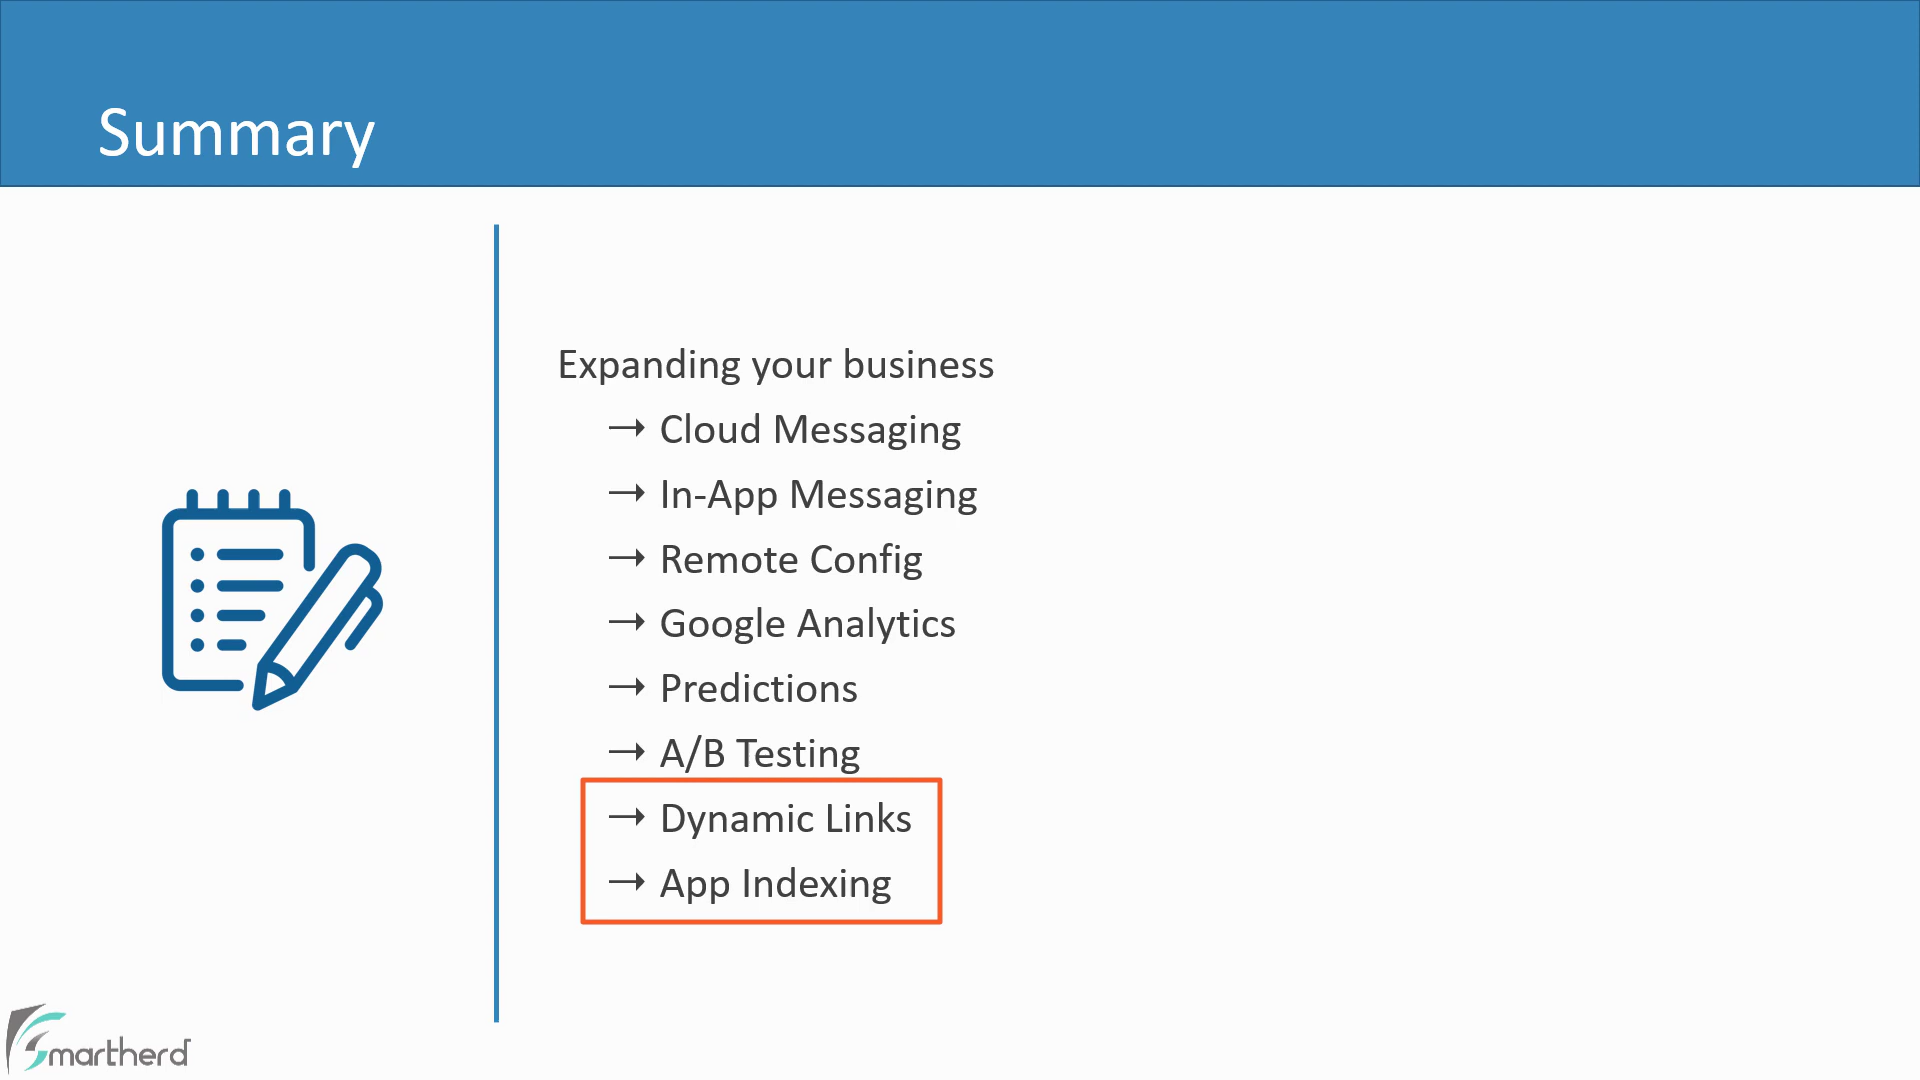 Summary
Expanding your business
→ Cloud Messaging
→ In-App Messaging
→ Remote Config
→ Google Analytics
→ Predictions
→ A/B Testing
→ Dynamic Links
→ App Indexing
Smartherd